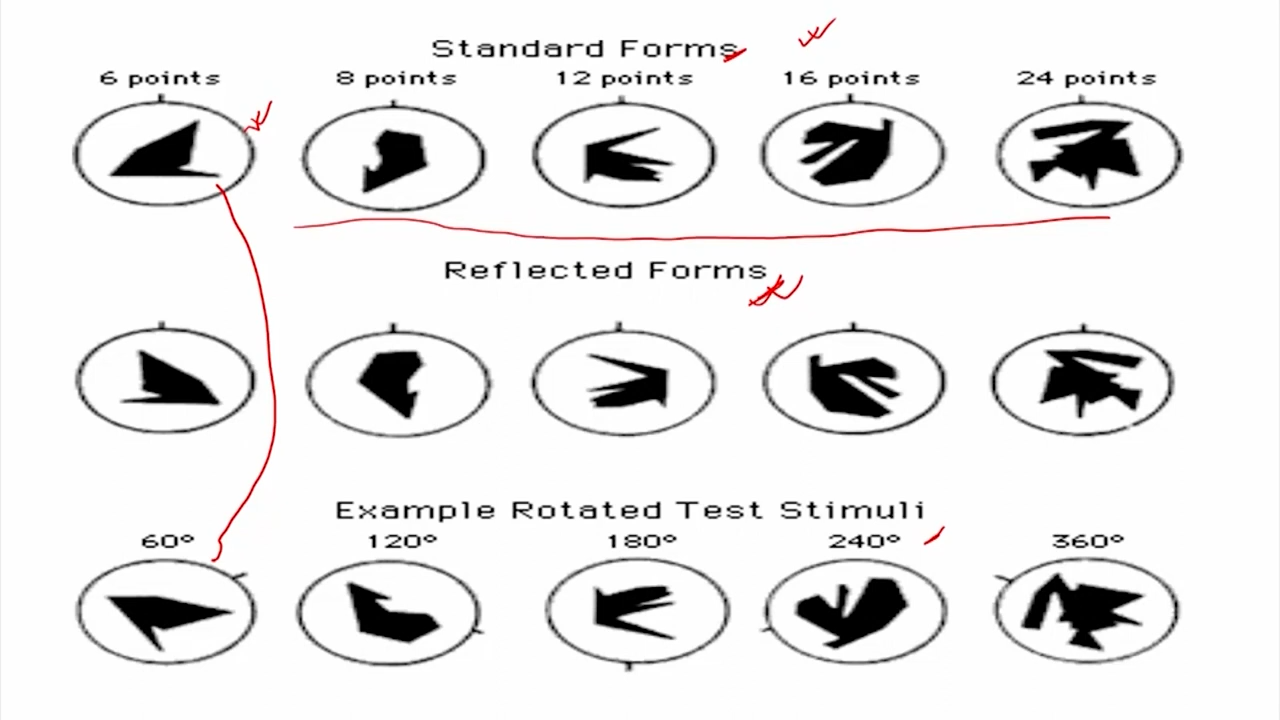 Standard Forms
6 points 8 points 12 points 16 points 24 points
Reflected Forms
Example Rotated Test Stimuli
60° 120° 180° 240° 360°